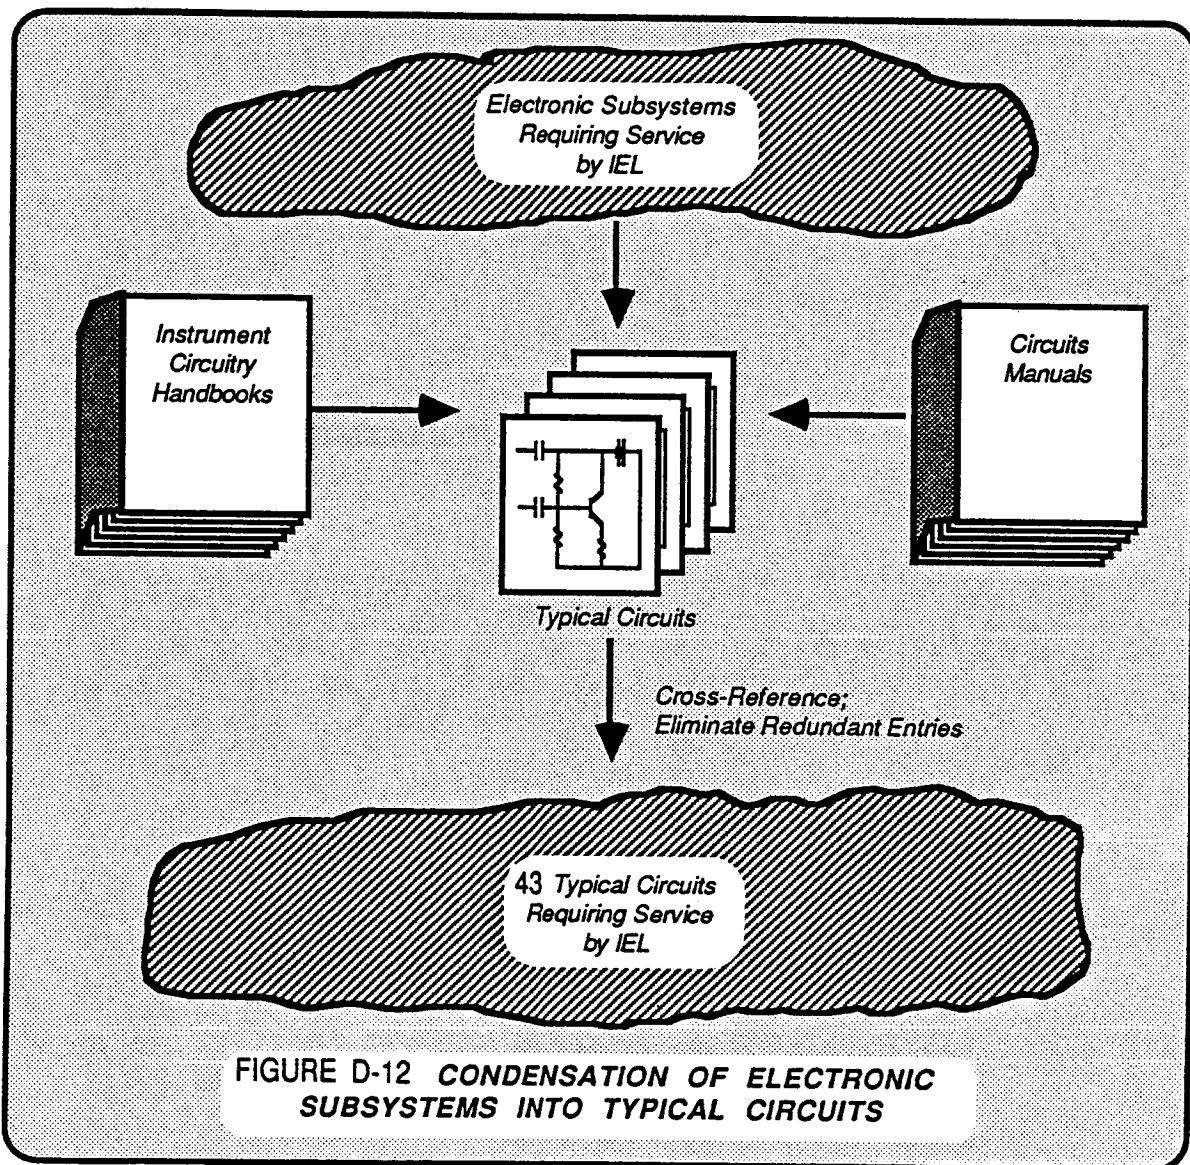 Electronic Subsystems
Requiring Service
by IEL
Instrument
Circuitry
Handbooks
Circuits
Manuals
Typical Circuits
Cross-Reference;
Eliminate Redundant Entries
43 Typical Circuits
Requiring Service
by IEL
FIGURE D-12 CONDENSATION OF ELECTRONIC
SUBSYSTEMS INTO TYPICAL CIRCUITS